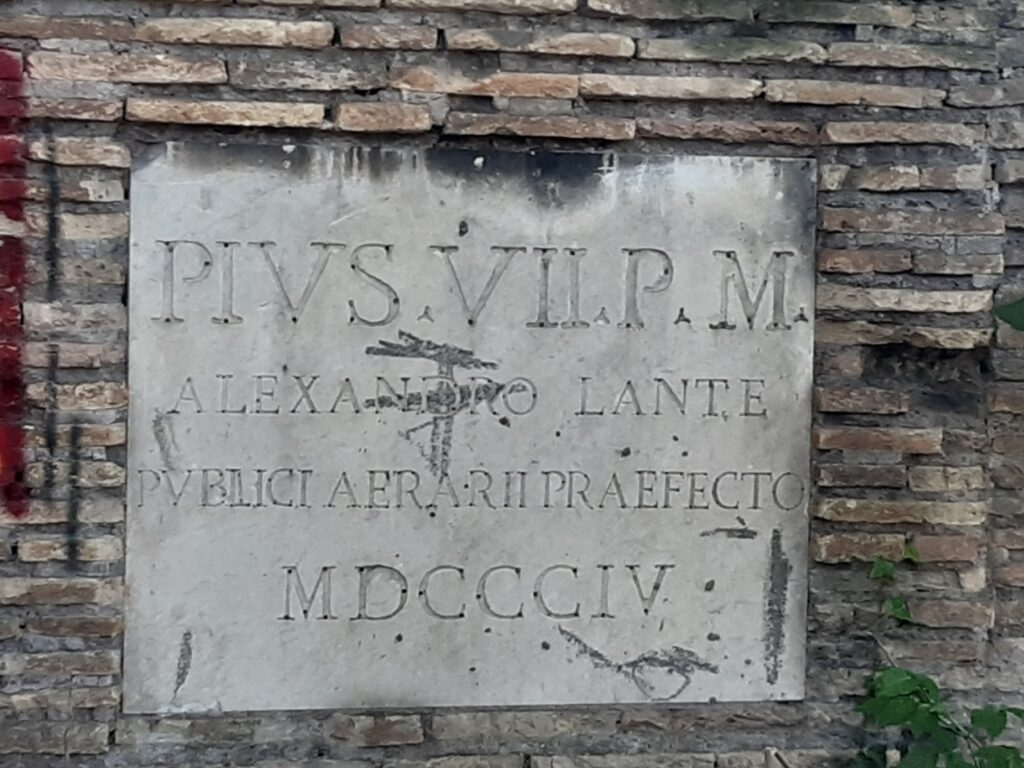 PIVS. VII. P. M.
ALEXANDRO LANTE
PVBLICI AERARII PRAEFECTO
MDCCCIV